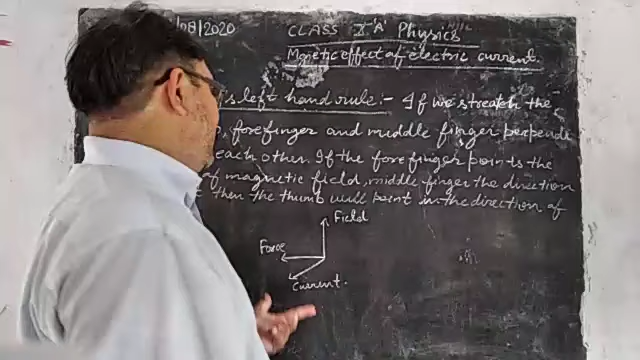 /08/2020 CLASS X 'A' Physics
Magnetic effect of electric current.
's left hand rule:- If we streach the
, forefinger and middle finger perpende
each other. If the forefinger points the
of magnetic field, middle finger the direction
then the thumb will point in the direction of
Field
Force
Current.